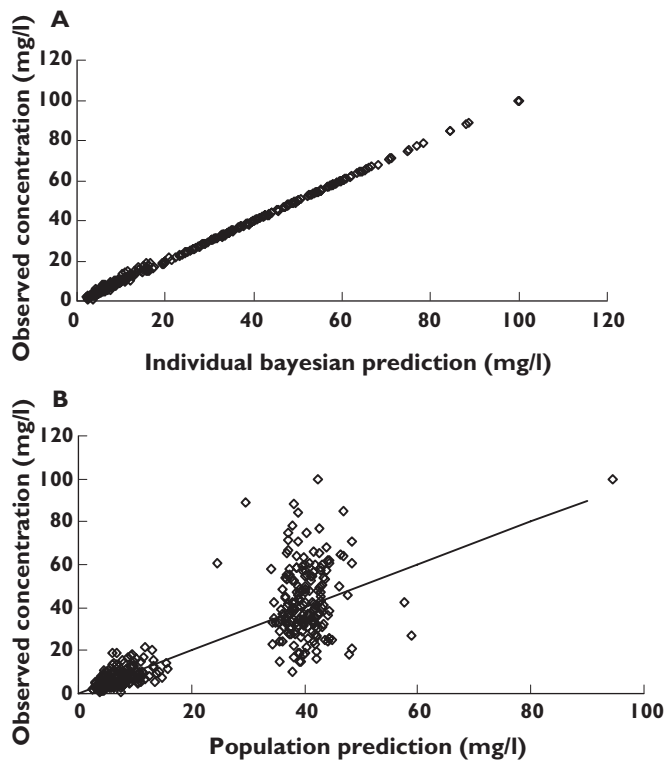 A
Observed concentration (mg/l)
120
100
80
60
40
20
0
0 20 40 60 80 100 120
Individual bayesian prediction (mg/l)
B
Observed concentration (mg/l)
120
100
80
60
40
20
0
0 20 40 60 80 100
Population prediction (mg/l)